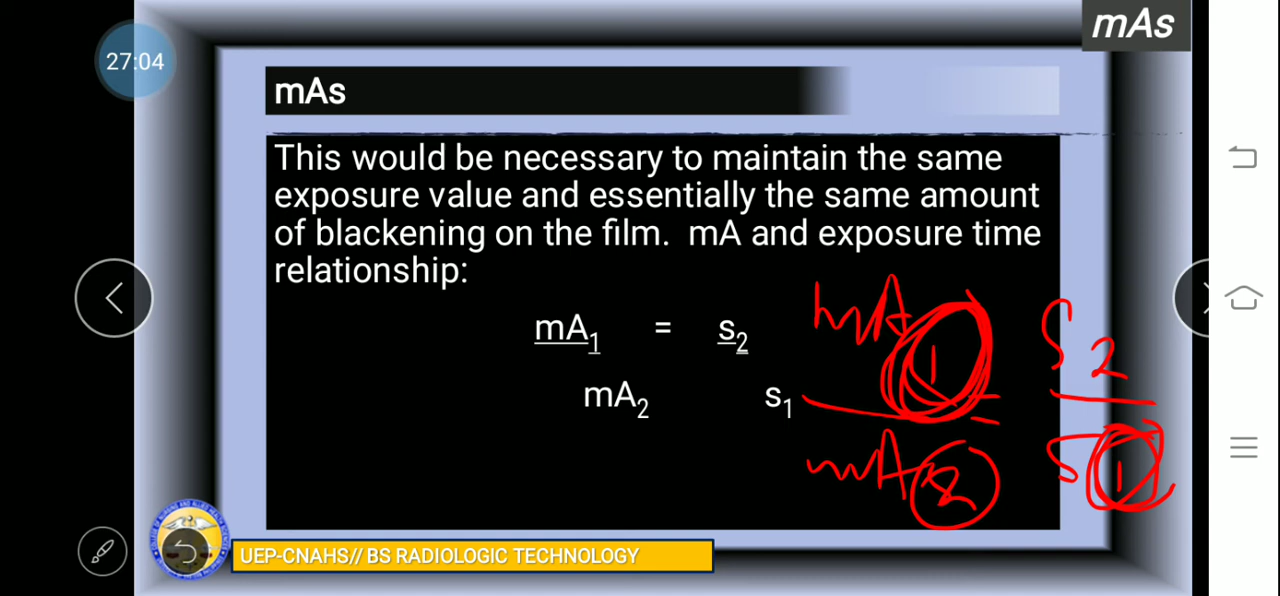 mAs
27:04
mAs
This would be necessary to maintain the same
exposure value and essentially the same amount
of blackening on the film. mA and exposure time
relationship:
mA1 = s2
mA2 s1
mA1 = S2
mA2 S1
UEP-CNAHS// BS RADIOLOGIC TECHNOLOGY